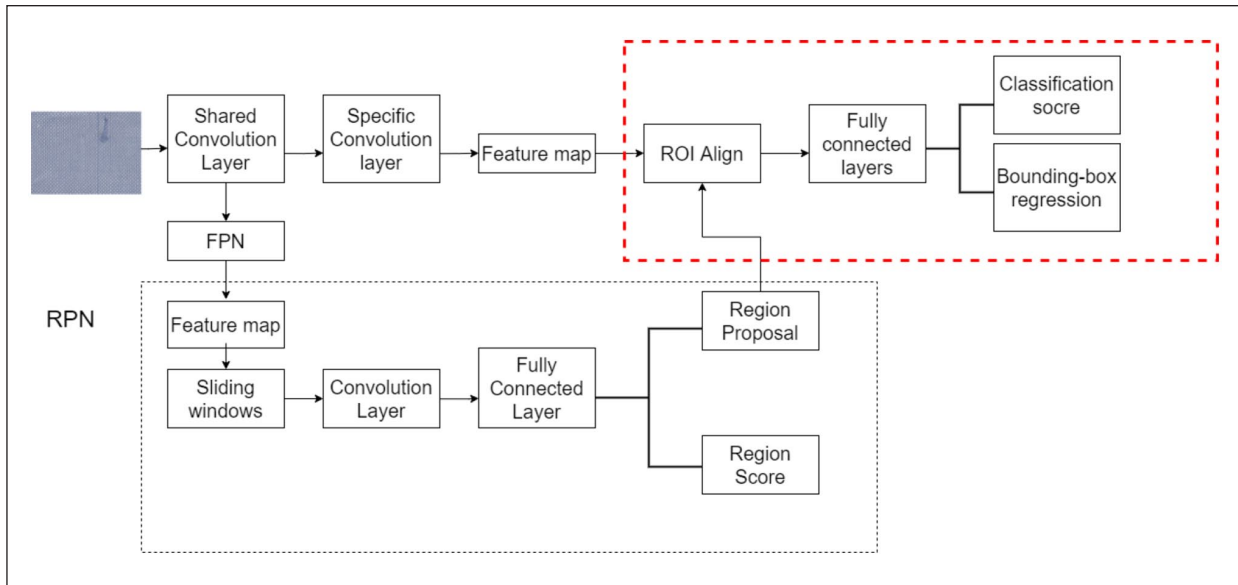 Shared
Convolution
Layer
Specific
Convolution
layer
Feature map
ROI Align
Fully
connected
layers
Classification
socre
Bounding-box
regression
FPN
RPN
Feature map
Sliding
windows
Convolution
Layer
Fully
Connected
Layer
Region
Proposal
Region
Score